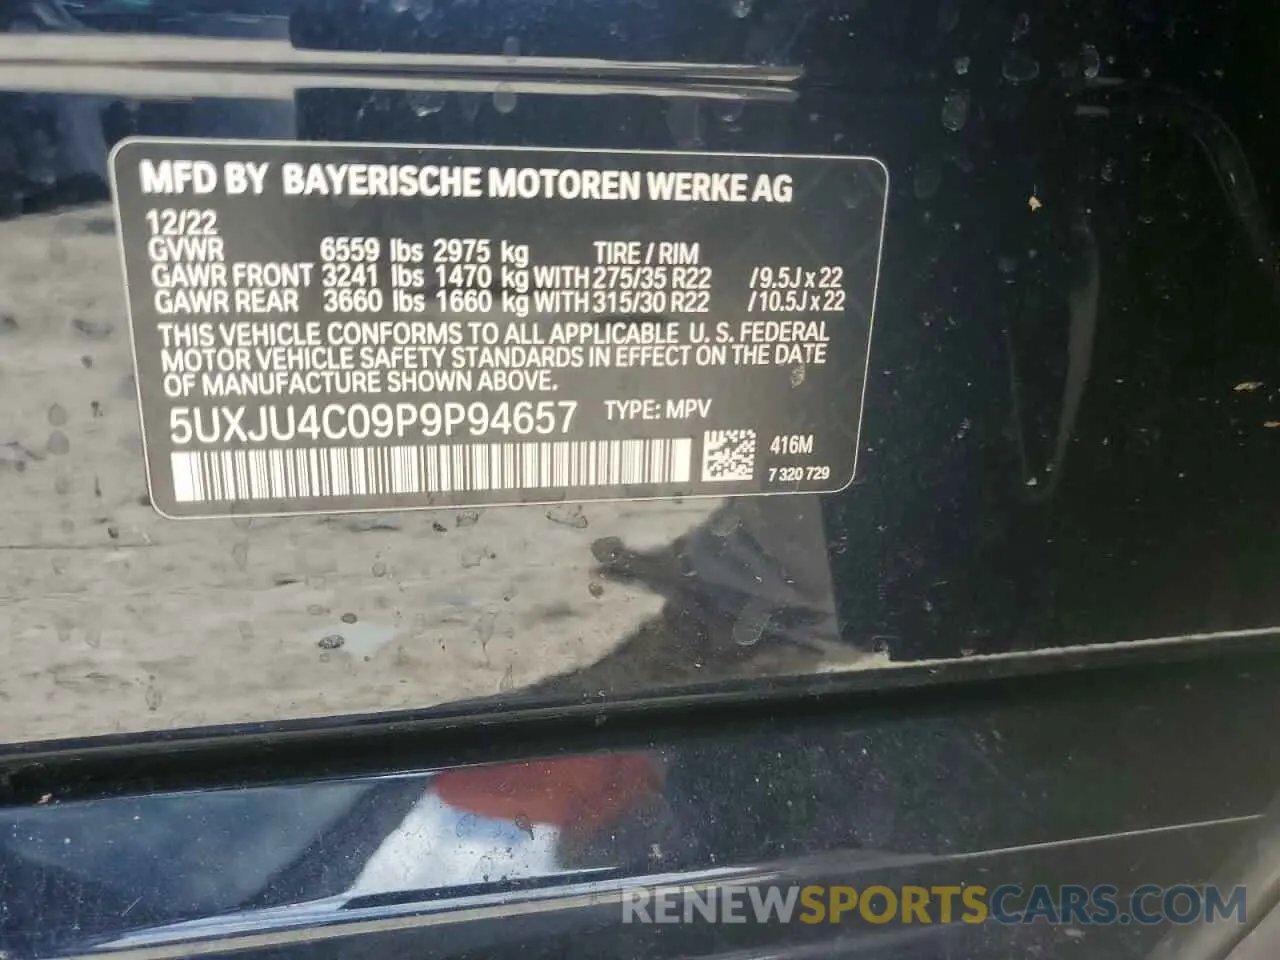 MFD BY BAYERISCHE MOTOREN WERKE AG
12/22
GVWR 6559 lbs 2975 kg TIRE / RIM
GAWR FRONT 3241 lbs 1470 kg WITH 275/35 R22 / 9.5J x 22
GAWR REAR 3660 lbs 1660 kg WITH 315/30 R22 / 10.5J x 22
THIS VEHICLE CONFORMS TO ALL APPLICABLE U. S. FEDERAL
MOTOR VEHICLE SAFETY STANDARDS IN EFFECT ON THE DATE
OF MANUFACTURE SHOWN ABOVE.
5UXJU4C09P9P94657 TYPE: MPV
416M
7 320 729
RENEWSPORTSCARS.COM